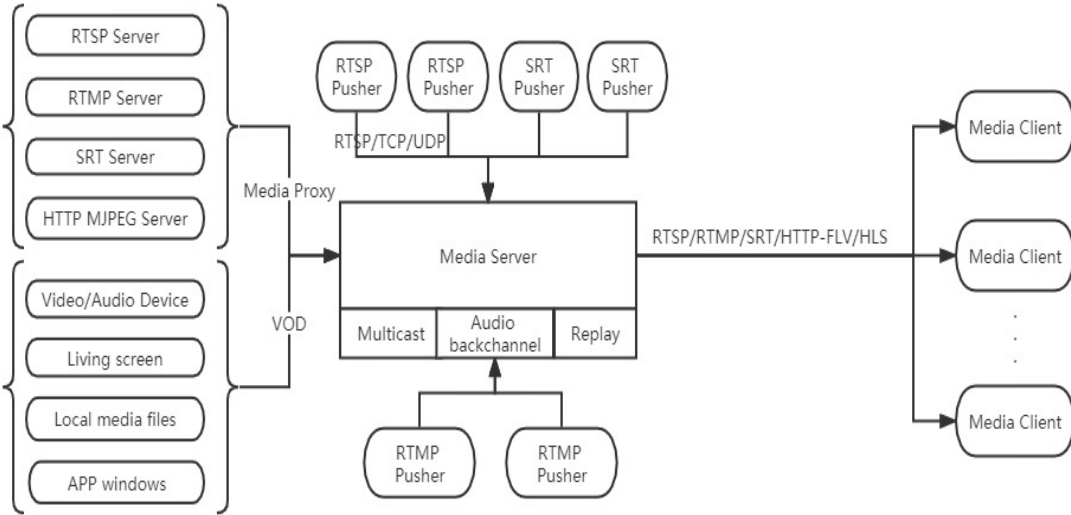 RTSP Server
RTMP Server
SRT Server
HTTP MJPEG Server
Media Proxy
Video/Audio Device
Living screen
Local media files
APP windows
VOD
RTSP
Pusher
RTSP
Pusher
SRT
Pusher
SRT
Pusher
RTSP/TCP/UDP
Media Server
Multicast
Audio
backchannel
Replay
RTMP
Pusher
RTMP
Pusher
RTSP/RTMP/SRT/HTTP-FLV/HLS
Media Client
Media Client
Media Client